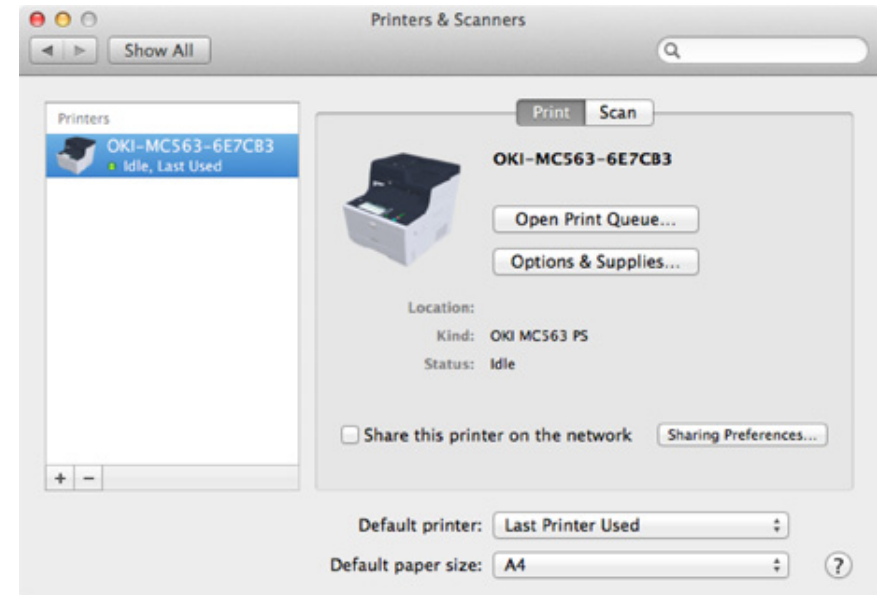 Printers & Scanners
Show All
Printers
OKI-MC563-6E7CB3
Idle, Last Used
+ −
Print Scan
OKI-MC563-6E7CB3
Open Print Queue...
Options & Supplies...
Location:
Kind: OKI MC563 PS
Status: Idle
Share this printer on the network Sharing Preferences...
Default printer: Last Printer Used
Default paper size: A4 ?